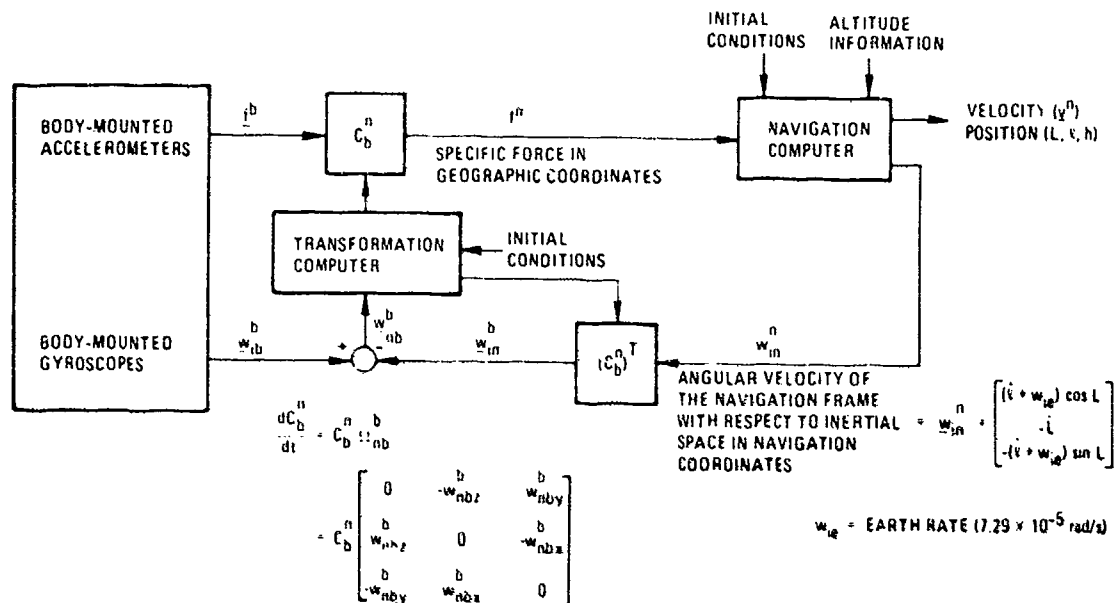 INITIAL
CONDITIONS
ALTITUDE
INFORMATION
BODY-MOUNTED
ACCELEROMETERS
f^b
C_b^n
f^n
SPECIFIC FORCE IN
GEOGRAPHIC COORDINATES
NAVIGATION
COMPUTER
VELOCITY (v^n)
POSITION (L, ℓ, h)
TRANSFORMATION
COMPUTER
INITIAL
CONDITIONS
BODY-MOUNTED
GYROSCOPES
w_ib^b
+
-
w_nb^b
w_in^b
(C_b^n)^T
w_in^n
ANGULAR VELOCITY OF
THE NAVIGATION FRAME
WITH RESPECT TO INERTIAL
SPACE IN NAVIGATION
COORDINATES
= w_in^n =
(ℓ̇ + w_ie) cos L
-L̇
-(ℓ̇ + w_ie) sin L
dC_b^n/dt = C_b^n Ω_nb^b
= C_b^n
0 -w_nbz^b w_nby^b
w_nbz^b 0 -w_nbx^b
-w_nby^b w_nbx^b 0
w_ie = EARTH RATE (7.29 × 10^-5 rad/s)